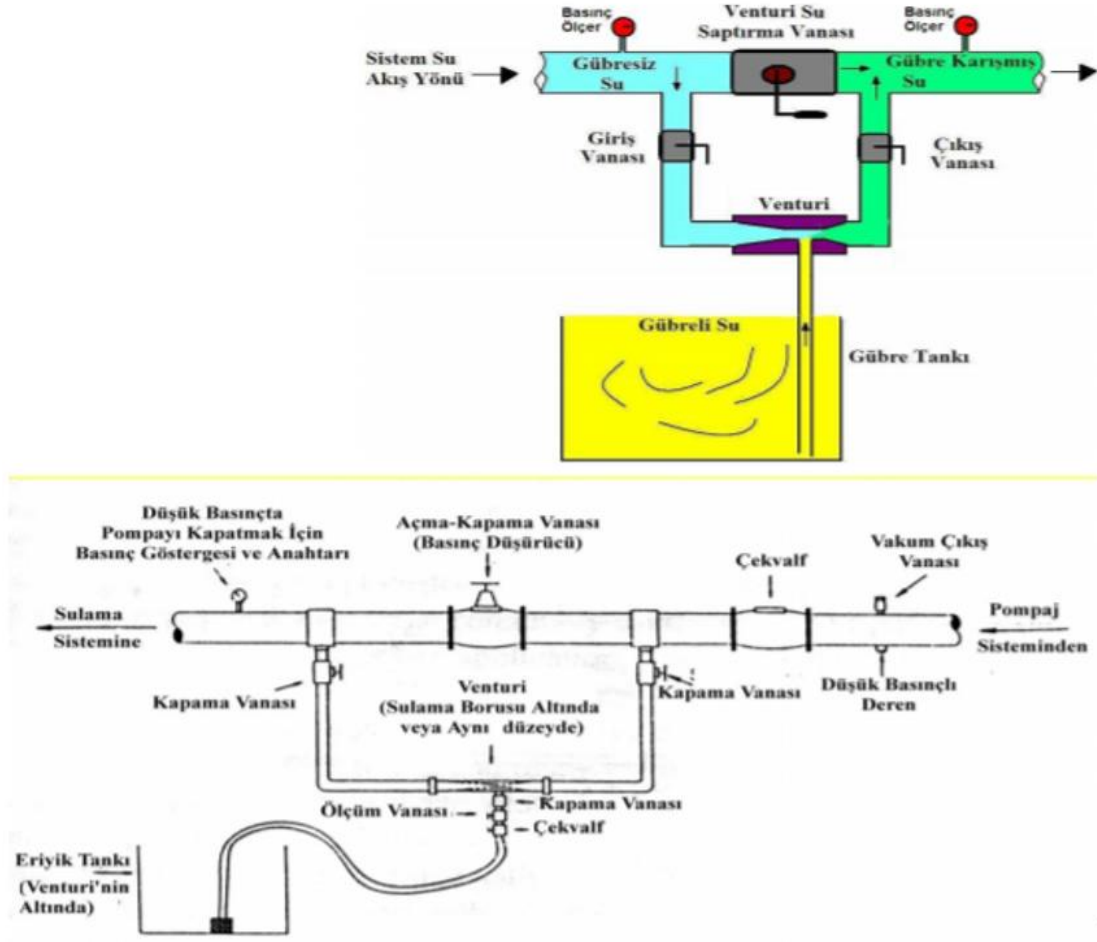 Basınç
Ölçer
Venturi Su
Saptırma Vanası
Basınç
Ölçer
Sistem Su
Akış Yönü
Gübresiz
Su
Gübre Karışmış
Su
Giriş
Vanası
Çıkış
Vanası
Venturi
Gübreli Su
Gübre Tankı
Düşük Basınçta
Pompayı Kapatmak İçin
Basınç Göstergesi ve Anahtarı
Açma-Kapama Vanası
(Basınç Düşürücü)
Çekvalf
Vakum Çıkış
Vanası
Sulama
Sistemine
Pompaj
Sisteminden
Kapama Vanası
Venturi
(Sulama Borusu Altında
veya Aynı düzeyde)
Kapama Vanası
Düşük Basınçlı
Deren
Ölçüm Vanası
Kapama Vanası
Çekvalf
Eriyik Tankı
(Venturi'nin
Altında)